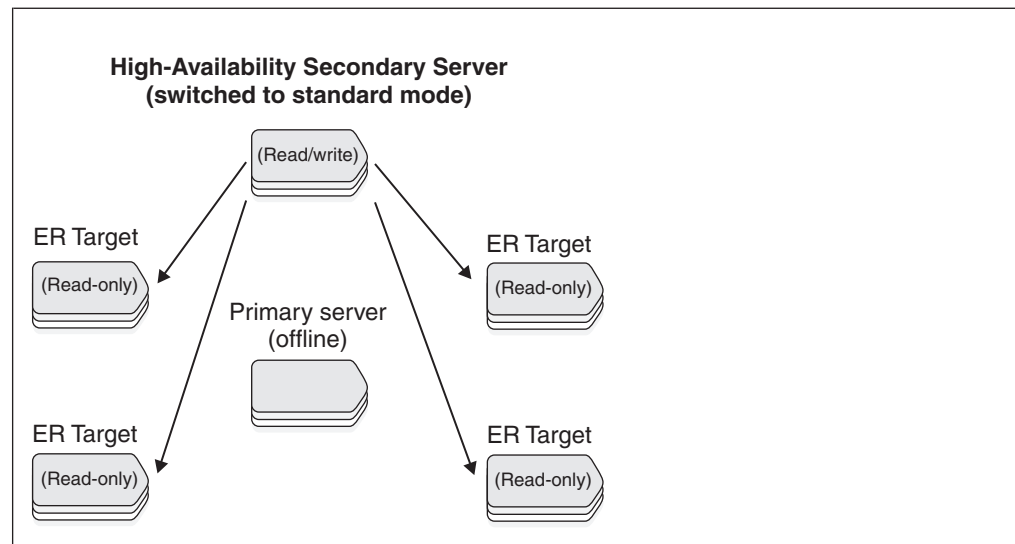 High-Availability Secondary Server
(switched to standard mode)
(Read/write)
ER Target
(Read-only)
ER Target
(Read-only)
Primary server
(offline)
ER Target
(Read-only)
ER Target
(Read-only)